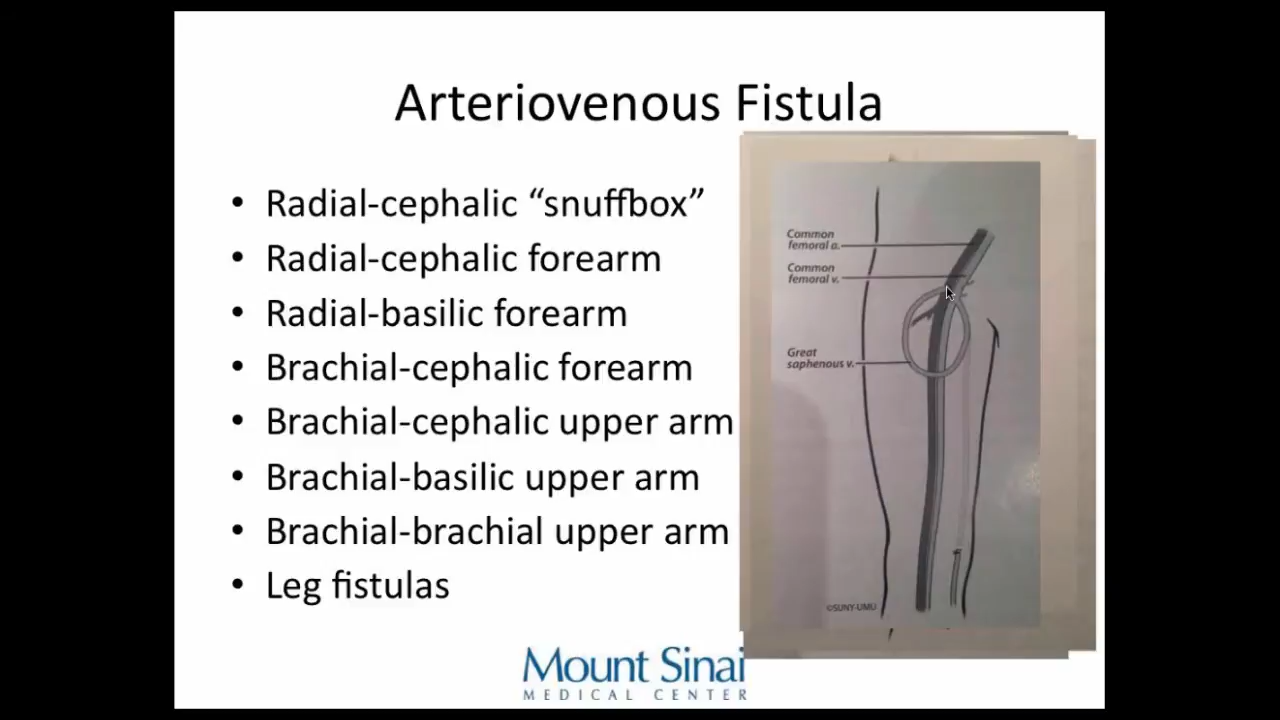 Arteriovenous Fistula
• Radial-cephalic “snuffbox”
• Radial-cephalic forearm
• Radial-basilic forearm
• Brachial-cephalic forearm
• Brachial-cephalic upper arm
• Brachial-basilic upper arm
• Brachial-brachial upper arm
• Leg fistulas
Common
femoral a.
Common
femoral v.
Great
saphenous v.
©SUNY-UMU
Mount Sinai
MEDICAL CENTER